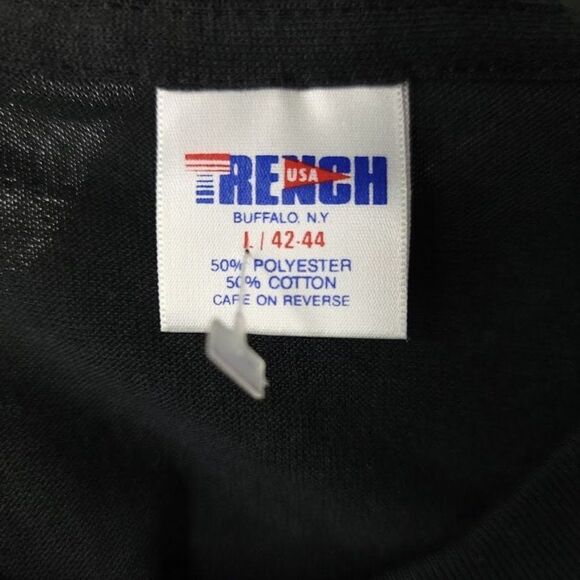 TRENCH
USA
BUFFALO, N.Y
L / 42-44
50% POLYESTER
50% COTTON
CARE ON REVERSE